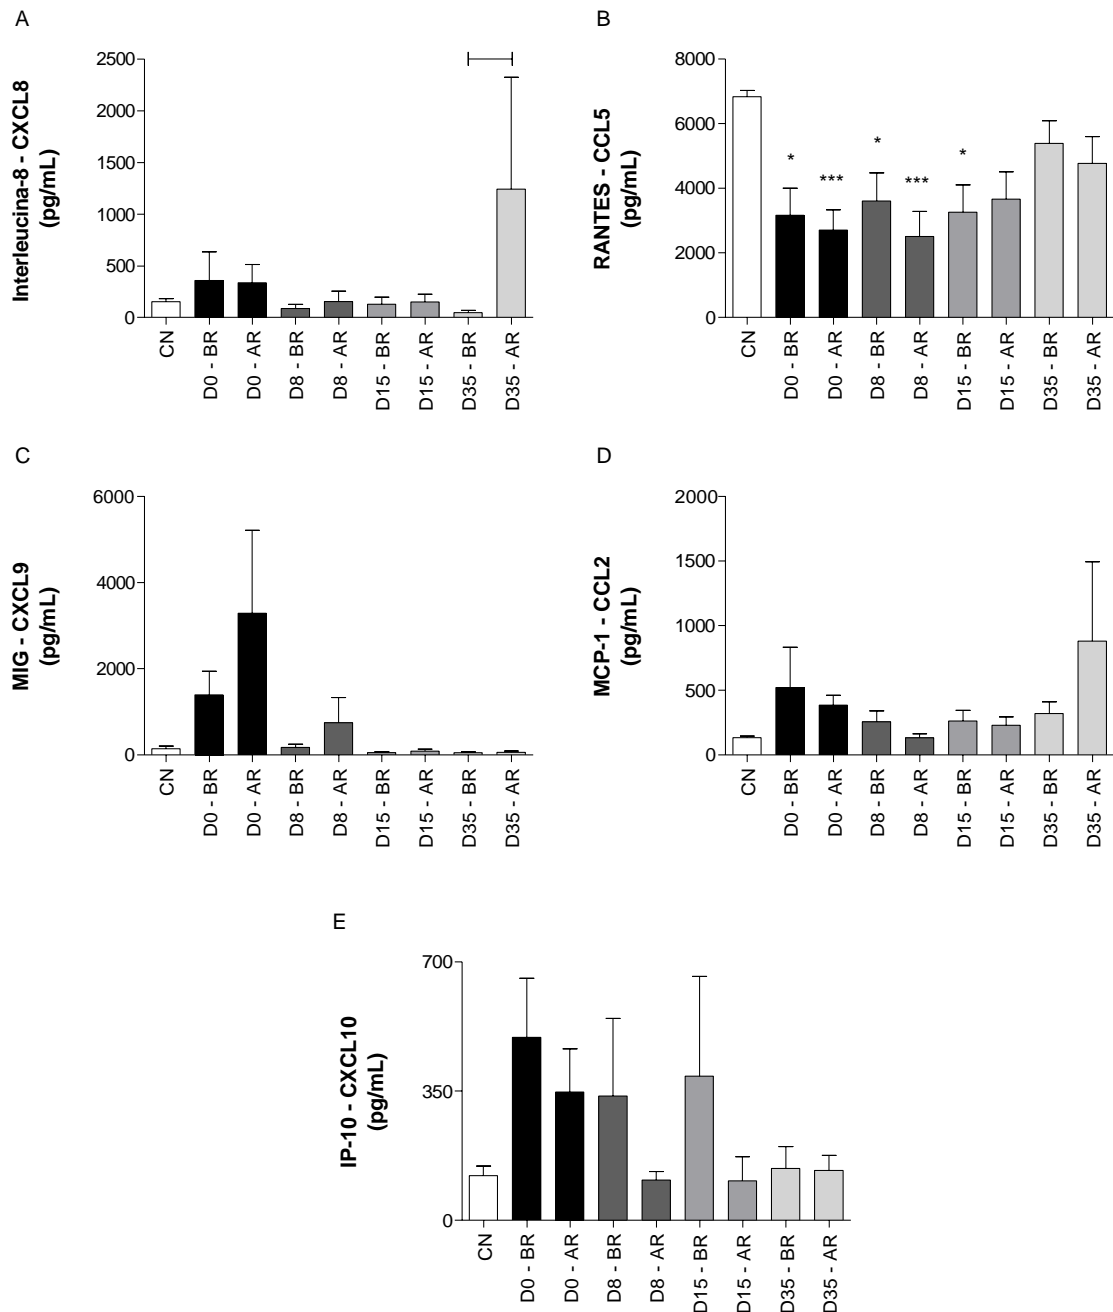 A
Interleucina-8 - CXCL8
(pg/mL)
2500
2000
1500
1000
500
0
CN
D0 - BR
D0 - AR
D8 - BR
D8 - AR
D15 - BR
D15 - AR
D35 - BR
D35 - AR
B
RANTES - CCL5
(pg/mL)
8000
6000
4000
2000
0
*
***
*
***
*
CN
D0 - BR
D0 - AR
D8 - BR
D8 - AR
D15 - BR
D15 - AR
D35 - BR
D35 - AR
C
MIG - CXCL9
(pg/mL)
6000
4000
2000
0
CN
D0 - BR
D0 - AR
D8 - BR
D8 - AR
D15 - BR
D15 - AR
D35 - BR
D35 - AR
D
MCP-1 - CCL2
(pg/mL)
2000
1500
1000
500
0
CN
D0 - BR
D0 - AR
D8 - BR
D8 - AR
D15 - BR
D15 - AR
D35 - BR
D35 - AR
E
IP-10 - CXCL10
(pg/mL)
700
350
0
CN
D0 - BR
D0 - AR
D8 - BR
D8 - AR
D15 - BR
D15 - AR
D35 - BR
D35 - AR